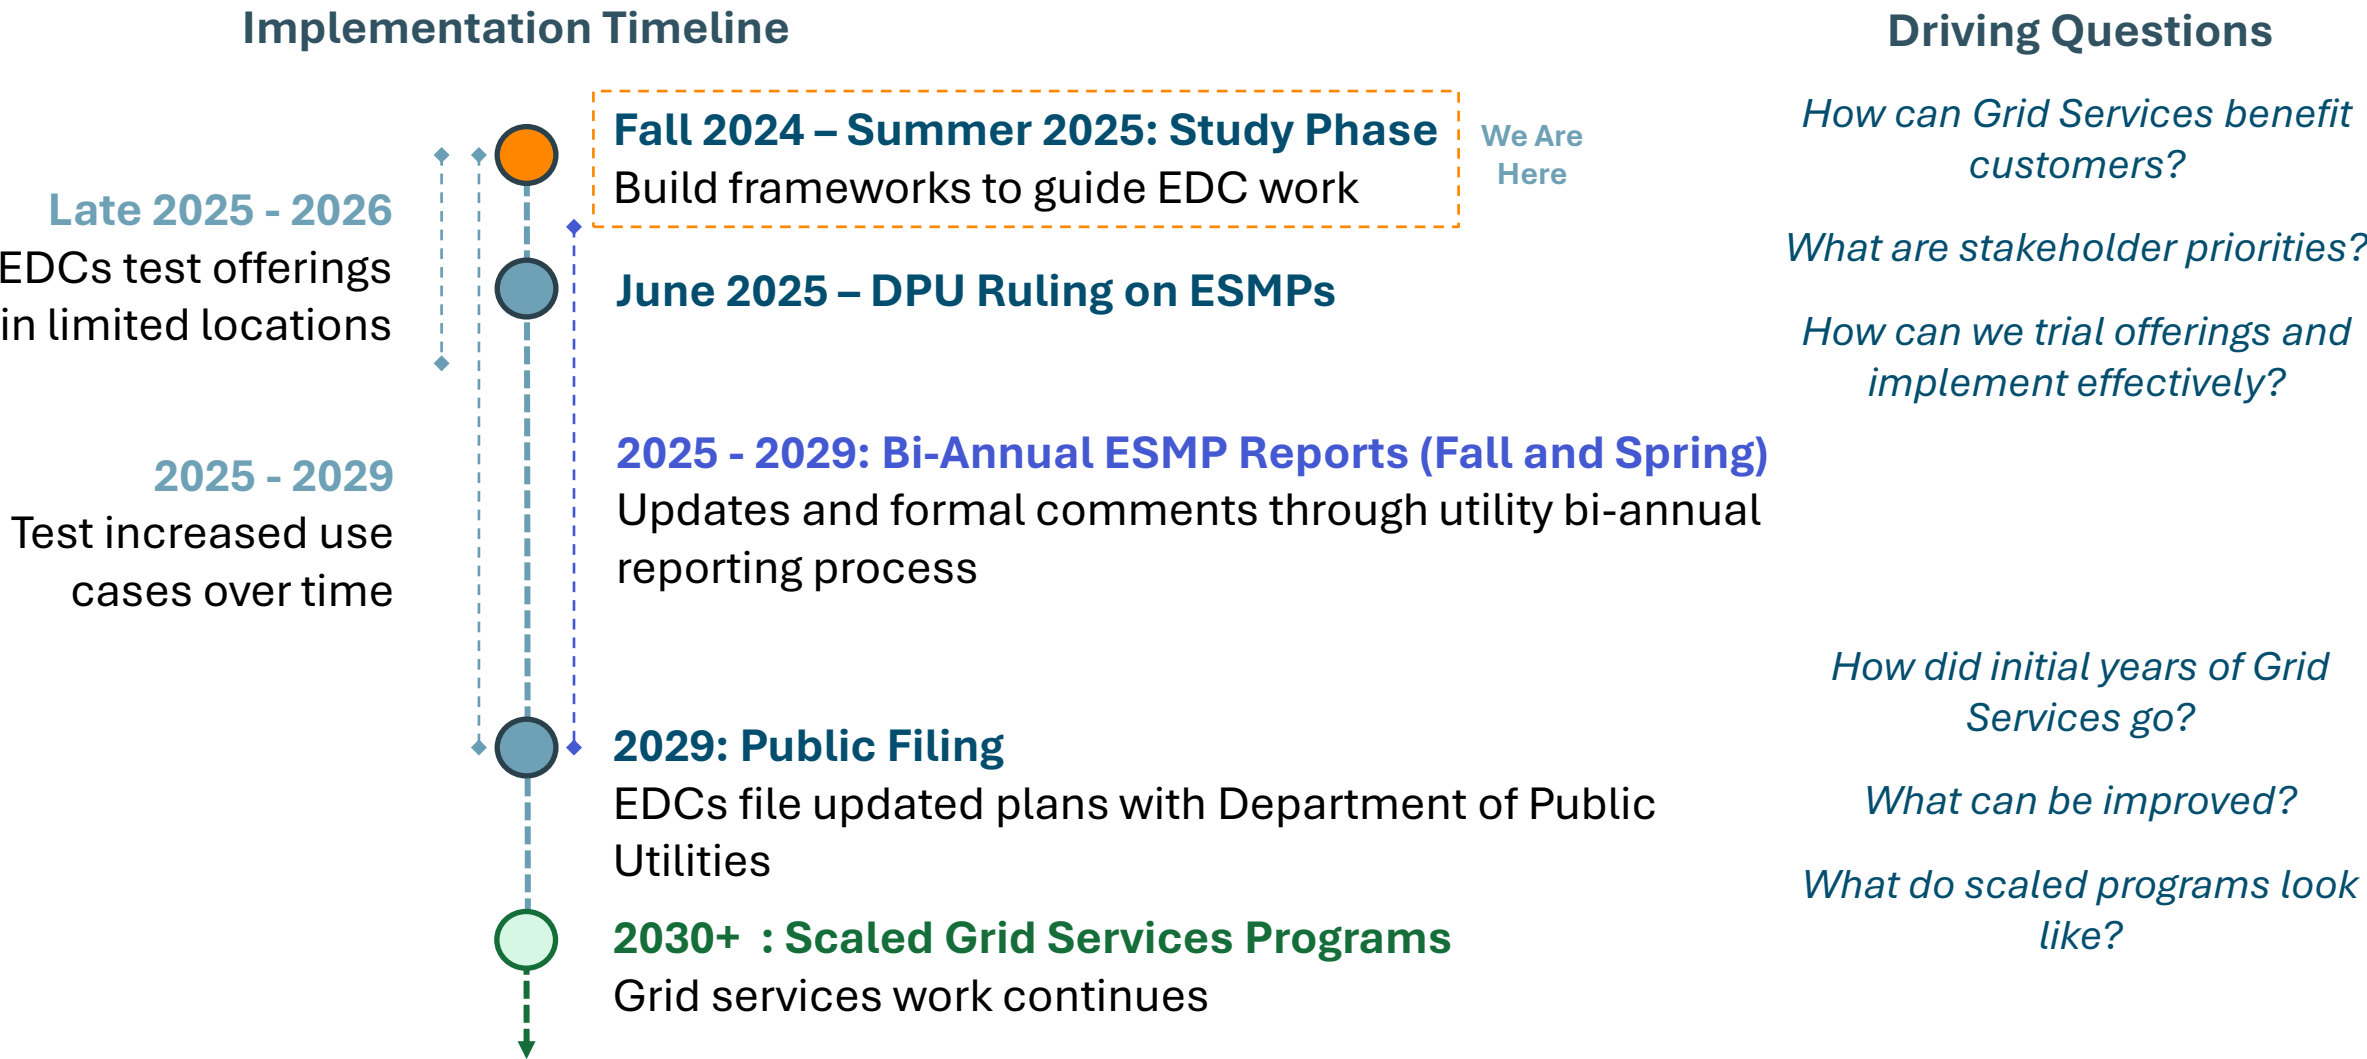 Implementation Timeline
Late 2025 - 2026
EDCs test offerings
in limited locations
2025 - 2029
Test increased use
cases over time
Fall 2024 – Summer 2025: Study Phase
Build frameworks to guide EDC work
We Are
Here
June 2025 – DPU Ruling on ESMPs
2025 - 2029: Bi-Annual ESMP Reports (Fall and Spring)
Updates and formal comments through utility bi-annual
reporting process
2029: Public Filing
EDCs file updated plans with Department of Public
Utilities
2030+ : Scaled Grid Services Programs
Grid services work continues
Driving Questions
How can Grid Services benefit
customers?
What are stakeholder priorities?
How can we trial offerings and
implement effectively?
How did initial years of Grid
Services go?
What can be improved?
What do scaled programs look
like?